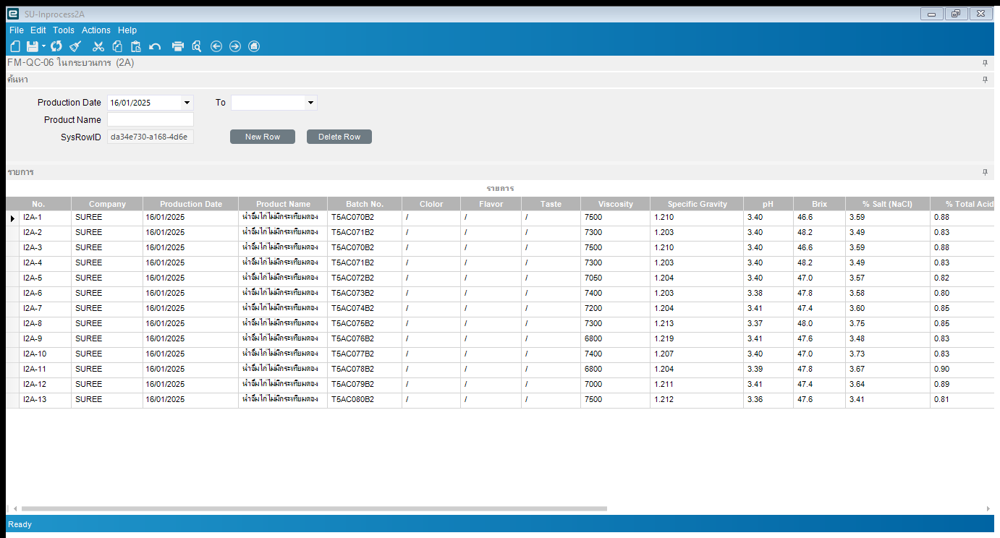 SU-Inprocess2A
File Edit Tools Actions Help
FM-QC-06 ในกระบวนการ (2A)
ค้นหา
Production Date 16/01/2025 To
Product Name
SysRowID da34e730-a168-4d6e New Row Delete Row
รายการ
รายการ
No. Company Production Date Product Name Batch No. Clolor Flavor Taste Viscosity Specific Gravity pH Brix % Salt (NaCl) % Total Acid
I2A-1 SUREE 16/01/2025 น้ำจิ้มไก่ไม่มีกระเทียมดอง T5AC070B2 / / / 7500 1.210 3.40 46.6 3.59 0.88
I2A-2 SUREE 16/01/2025 น้ำจิ้มไก่ไม่มีกระเทียมดอง T5AC071B2 / / / 7300 1.203 3.40 48.2 3.49 0.83
I2A-3 SUREE 16/01/2025 น้ำจิ้มไก่ไม่มีกระเทียมดอง T5AC070B2 / / / 7500 1.210 3.40 46.6 3.59 0.88
I2A-4 SUREE 16/01/2025 น้ำจิ้มไก่ไม่มีกระเทียมดอง T5AC071B2 / / / 7300 1.203 3.40 48.2 3.49 0.83
I2A-5 SUREE 16/01/2025 น้ำจิ้มไก่ไม่มีกระเทียมดอง T5AC072B2 / / / 7050 1.204 3.40 47.0 3.57 0.82
I2A-6 SUREE 16/01/2025 น้ำจิ้มไก่ไม่มีกระเทียมดอง T5AC073B2 / / / 7400 1.203 3.38 47.8 3.58 0.80
I2A-7 SUREE 16/01/2025 น้ำจิ้มไก่ไม่มีกระเทียมดอง T5AC074B2 / / / 7200 1.204 3.41 47.4 3.60 0.85
I2A-8 SUREE 16/01/2025 น้ำจิ้มไก่ไม่มีกระเทียมดอง T5AC075B2 / / / 7300 1.213 3.37 48.0 3.75 0.85
I2A-9 SUREE 16/01/2025 น้ำจิ้มไก่ไม่มีกระเทียมดอง T5AC076B2 / / / 6800 1.219 3.41 47.6 3.48 0.83
I2A-10 SUREE 16/01/2025 น้ำจิ้มไก่ไม่มีกระเทียมดอง T5AC077B2 / / / 7400 1.207 3.40 47.0 3.73 0.83
I2A-11 SUREE 16/01/2025 น้ำจิ้มไก่ไม่มีกระเทียมดอง T5AC078B2 / / / 6800 1.204 3.39 47.8 3.67 0.90
I2A-12 SUREE 16/01/2025 น้ำจิ้มไก่ไม่มีกระเทียมดอง T5AC079B2 / / / 7000 1.211 3.41 47.4 3.64 0.89
I2A-13 SUREE 16/01/2025 น้ำจิ้มไก่ไม่มีกระเทียมดอง T5AC080B2 / / / 7500 1.212 3.36 47.6 3.41 0.81
Ready